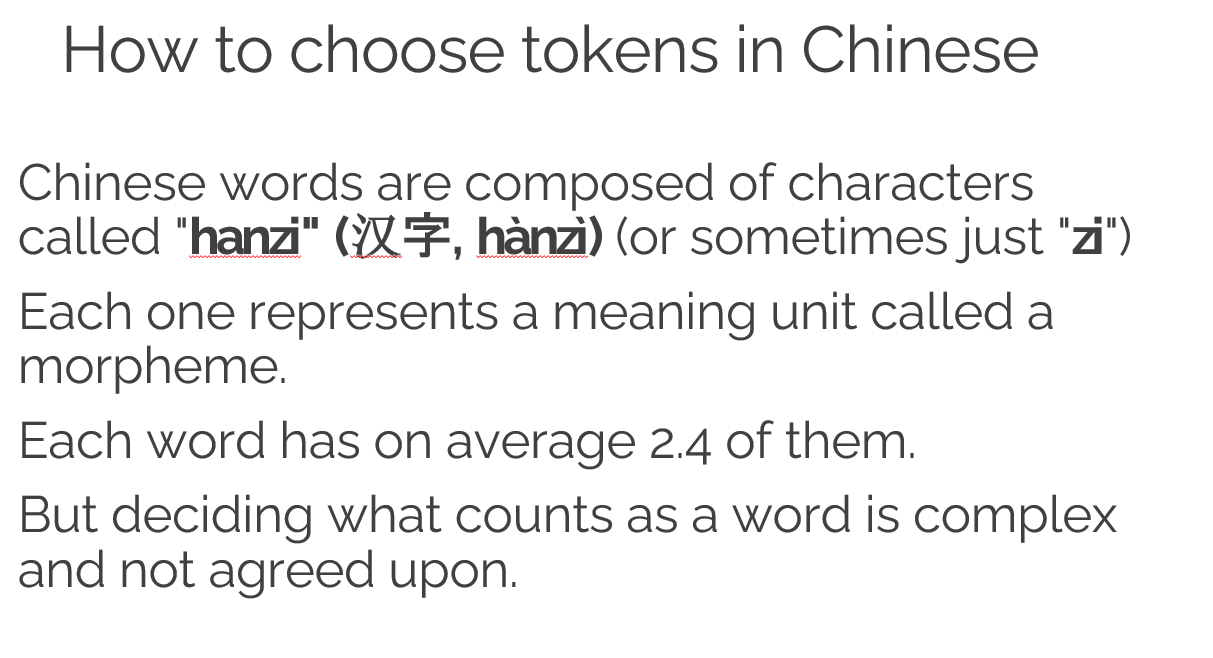 How to choose tokens in Chinese
Chinese words are composed of characters
called "hanzi" (汉字, hànzì) (or sometimes just "zi")
Each one represents a meaning unit called a
morpheme.
Each word has on average 2.4 of them.
But deciding what counts as a word is complex
and not agreed upon.